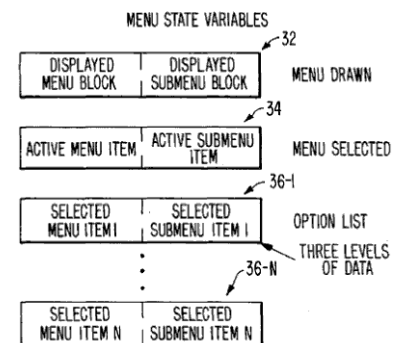 MENU STATE VARIABLES
32
DISPLAYED MENU BLOCK
DISPLAYED SUBMENU BLOCK
MENU DRAWN
34
ACTIVE MENU ITEM
ACTIVE SUBMENU ITEM
MENU SELECTED
36-1
SELECTED MENU ITEM 1
SELECTED SUBMENU ITEM 1
OPTION LIST
THREE LEVELS OF DATA
36-N
SELECTED MENU ITEM N
SELECTED SUBMENU ITEM N